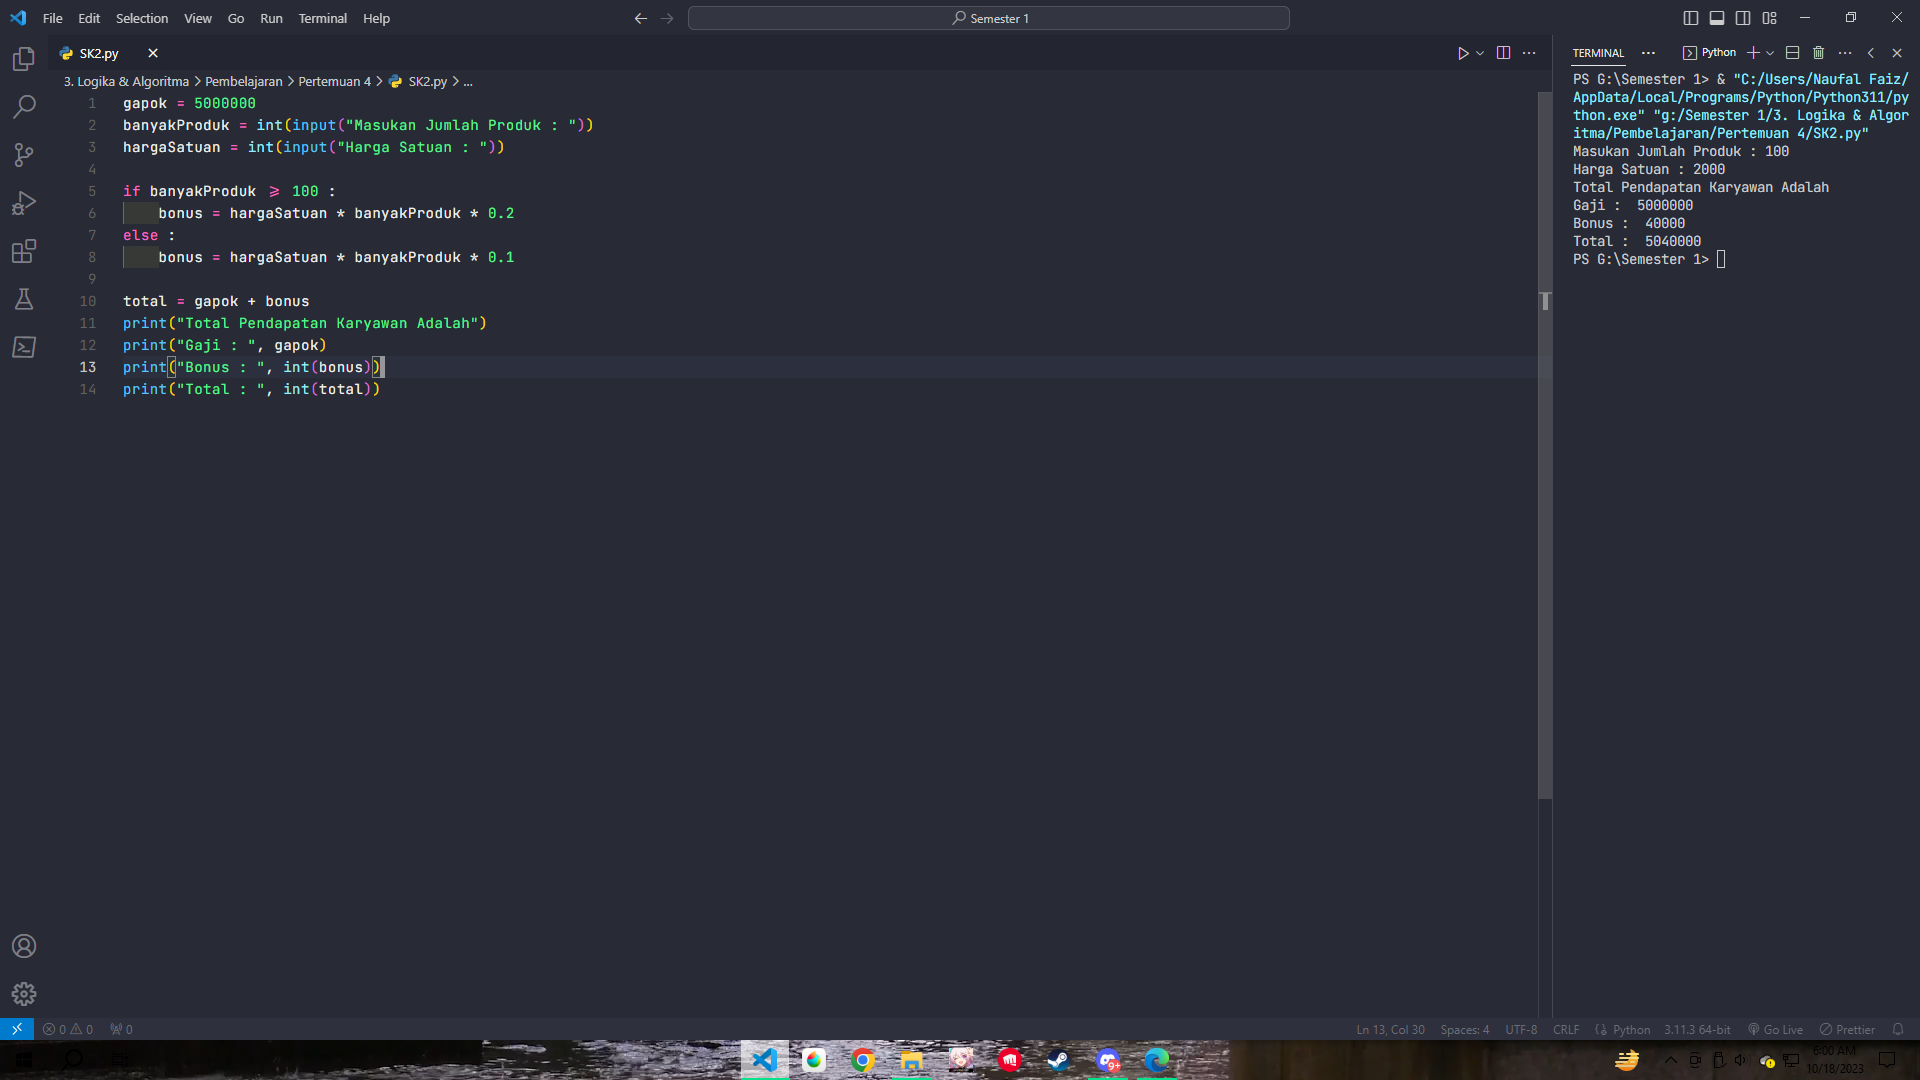 File Edit Selection View Go Run Terminal Help
Semester 1
SK2.py
3. Logika & Algoritma > Pembelajaran > Pertemuan 4 > SK2.py > ...
1 gapok = 5000000
2 banyakProduk = int(input("Masukan Jumlah Produk : "))
3 hargaSatuan = int(input("Harga Satuan : "))
4
5 if banyakProduk ⩾ 100 :
6 bonus = hargaSatuan * banyakProduk * 0.2
7 else :
8 bonus = hargaSatuan * banyakProduk * 0.1
9
10 total = gapok + bonus
11 print("Total Pendapatan Karyawan Adalah")
12 print("Gaji : ", gapok)
13 print("Bonus : ", int(bonus))
14 print("Total : ", int(total))
TERMINAL ... Python
PS G:\Semester 1> & "C:/Users/Naufal Faiz/
AppData/Local/Programs/Python/Python311/py
thon.exe" "g:/Semester 1/3. Logika & Algor
itma/Pembelajaran/Pertemuan 4/SK2.py"
Masukan Jumlah Produk : 100
Harga Satuan : 2000
Total Pendapatan Karyawan Adalah
Gaji :  5000000
Bonus :  40000
Total :  5040000
PS G:\Semester 1>
0 0 0 Ln 13, Col 30 Spaces: 4 UTF-8 CRLF Python 3.11.3 64-bit Go Live Prettier
9+
6:00 AM
10/18/2023